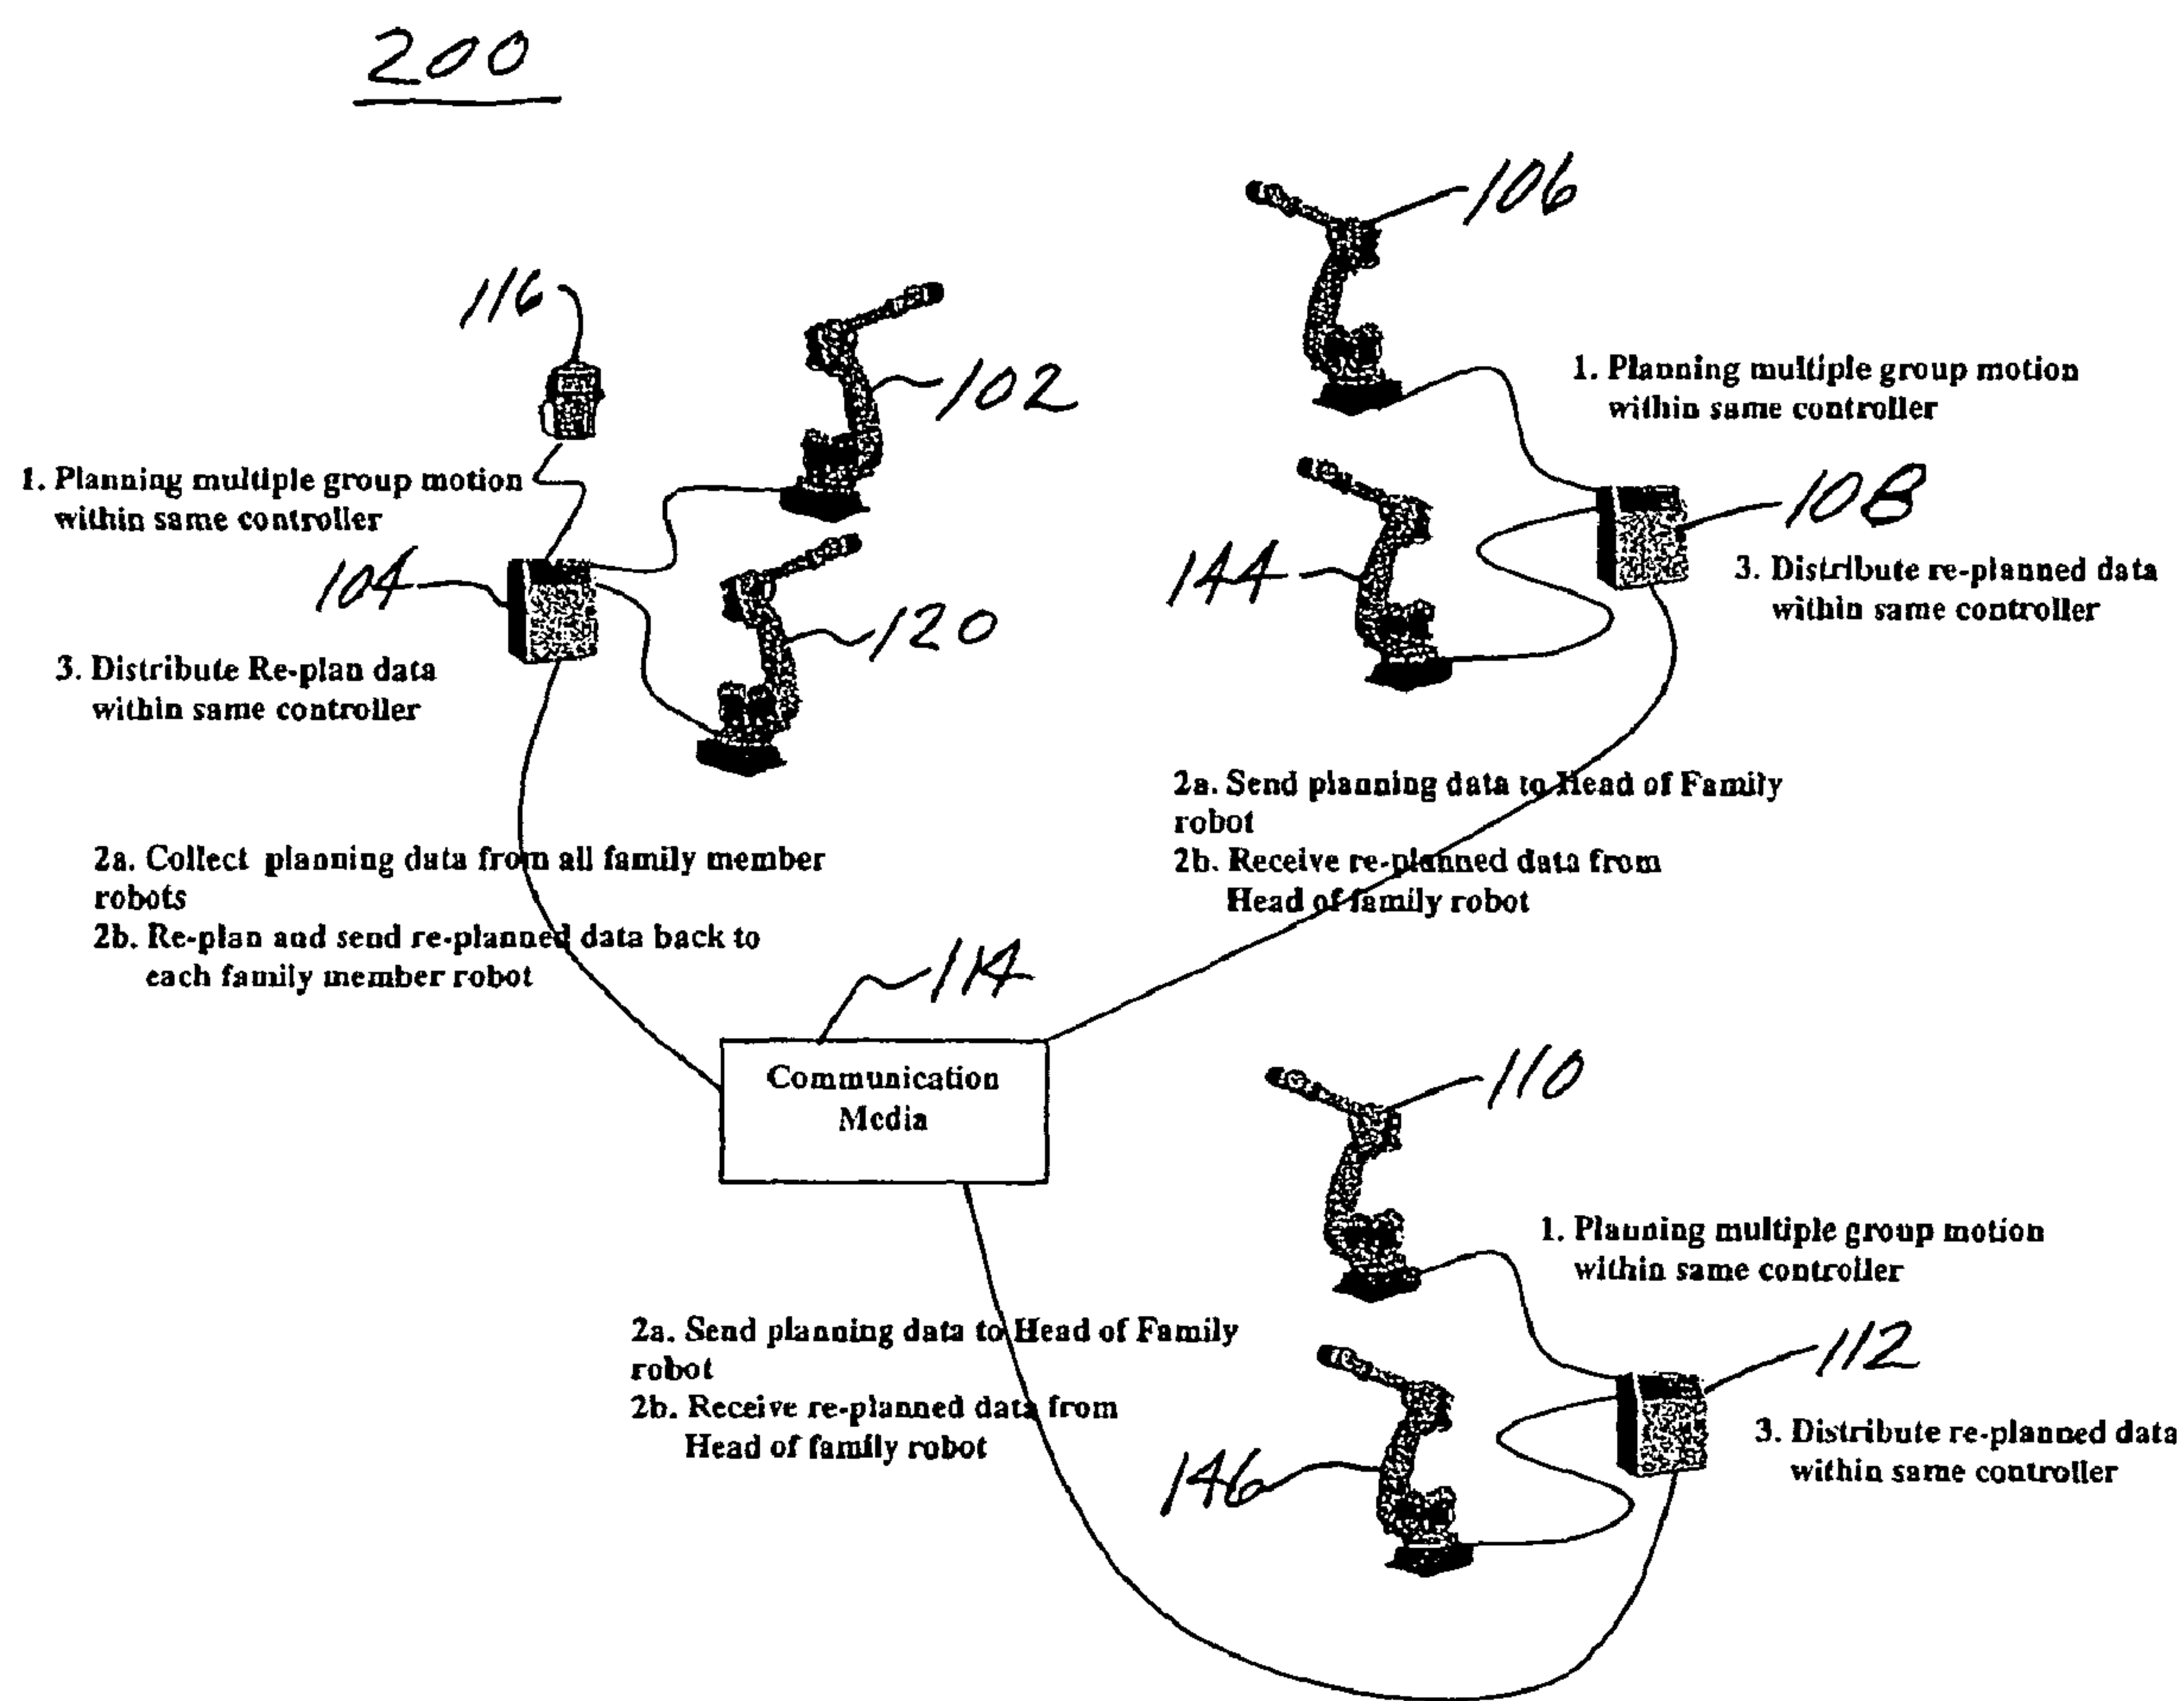 200
106
116
102
1. Planning multiple group motion
within same controller
1. Planning multiple group motion
within same controller
108
104
144
3. Distribute re-planned data
within same controller
120
3. Distribute Re-plan data
within same controller
2a. Send planning data to Head of Family
robot
2b. Receive re-planned data from
Head of family robot
2a. Collect planning data from all family member
robots
2b. Re-plan and send re-planned data back to
each family member robot
114
Communication
Media
110
1. Planning multiple group motion
within same controller
2a. Send planning data to Head of Family
robot
2b. Receive re-planned data from
Head of family robot
112
3. Distribute re-planned data
within same controller
146